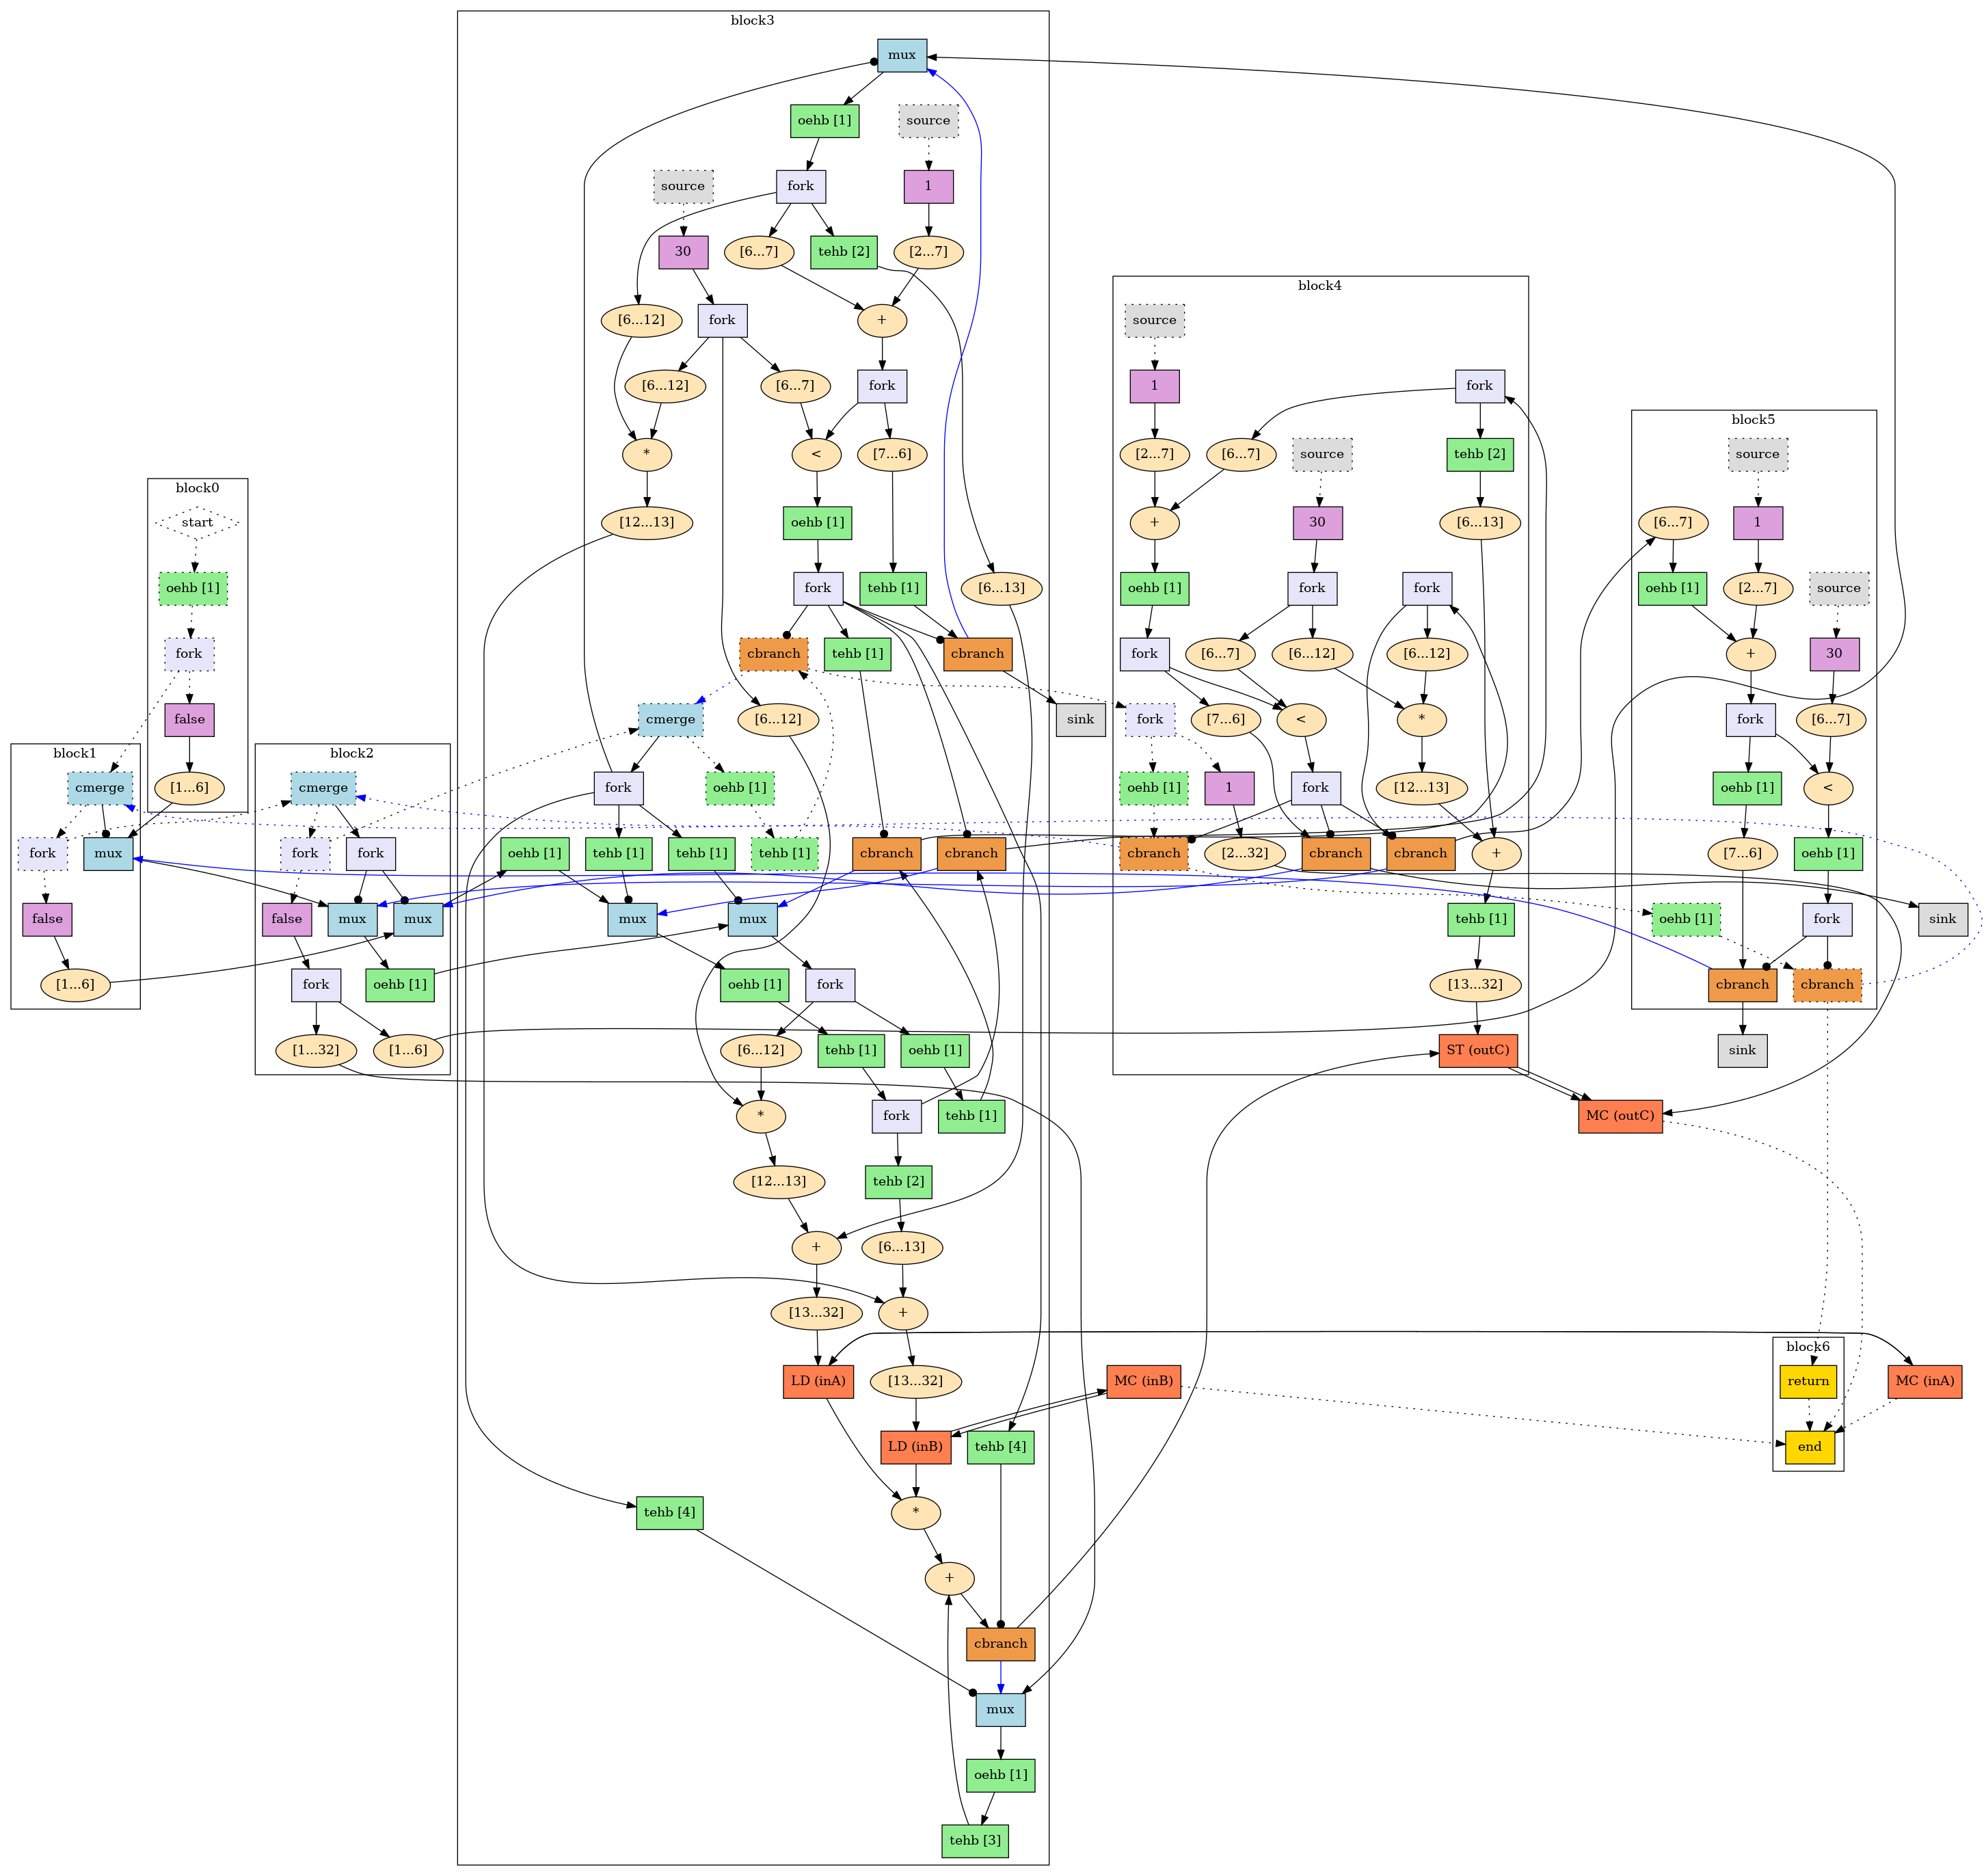 block3
mux
oehb [1]
source
source
fork
1
30
[6...7]
tehb [2]
[2...7]
[6...12]
fork
+
[6...12]
[6...7]
fork
*
<
[7...6]
[12...13]
oehb [1]
fork
tehb [1]
[6...13]
cbranch
tehb [1]
cbranch
cmerge
[6...12]
sink
fork
oehb [1]
oehb [1]
tehb [1]
tehb [1]
tehb [1]
cbranch
cbranch
mux
mux
oehb [1]
fork
[6...12]
tehb [1]
oehb [1]
*
fork
tehb [1]
[12...13]
tehb [2]
+
[6...13]
[13...32]
+
LD (inA)
[13...32]
MC (inB)
LD (inB)
tehb [4]
tehb [4]
*
+
cbranch
mux
oehb [1]
tehb [3]
block0
start
oehb [1]
fork
false
[1...6]
block1
cmerge
fork
mux
false
[1...6]
block2
cmerge
fork
fork
false
mux
mux
fork
oehb [1]
[1...32]
[1...6]
block4
source
1
fork
[2...7]
[6...7]
source
tehb [2]
+
30
[6...13]
oehb [1]
fork
fork
fork
[6...7]
[6...12]
[6...12]
fork
[7...6]
<
*
oehb [1]
1
fork
[12...13]
cbranch
[2...32]
cbranch
cbranch
+
tehb [1]
[13...32]
ST (outC)
MC (outC)
block5
source
[6...7]
1
oehb [1]
[2...7]
source
+
30
fork
[6...7]
oehb [1]
<
[7...6]
oehb [1]
oehb [1]
fork
sink
cbranch
cbranch
sink
block6
return
MC (inA)
end